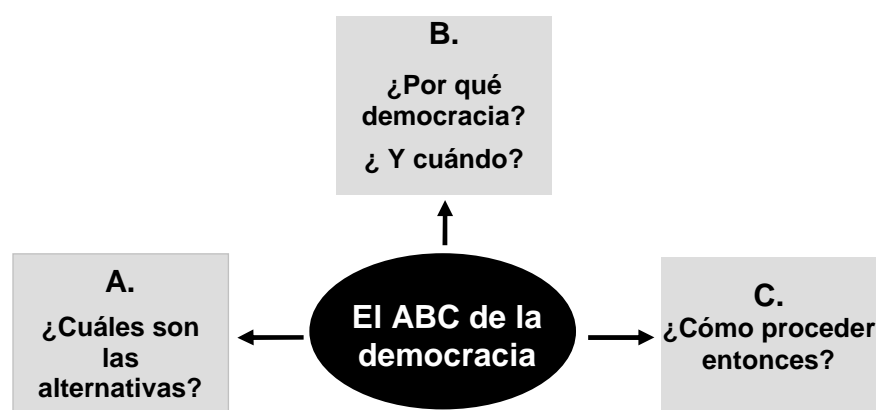 B.
¿Por qué
democracia?
¿ Y cuándo?
A.
¿Cuáles son
las
alternativas?
El ABC de la
democracia
C.
¿Cómo proceder
entonces?